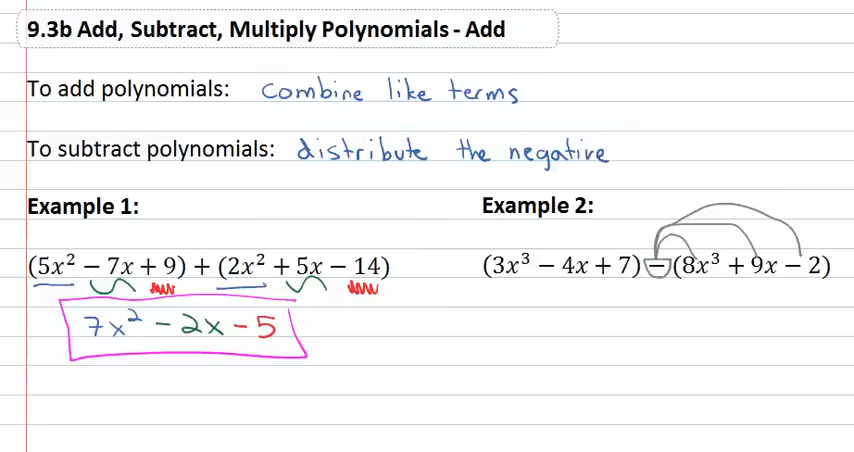 9.3b Add, Subtract, Multiply Polynomials - Add
To add polynomials: combine like terms
To subtract polynomials: distribute the negative
Example 1:
Example 2:
(5x² − 7x + 9) + (2x² + 5x − 14)
(3x³ − 4x + 7) − (8x³ + 9x − 2)
7x² − 2x − 5